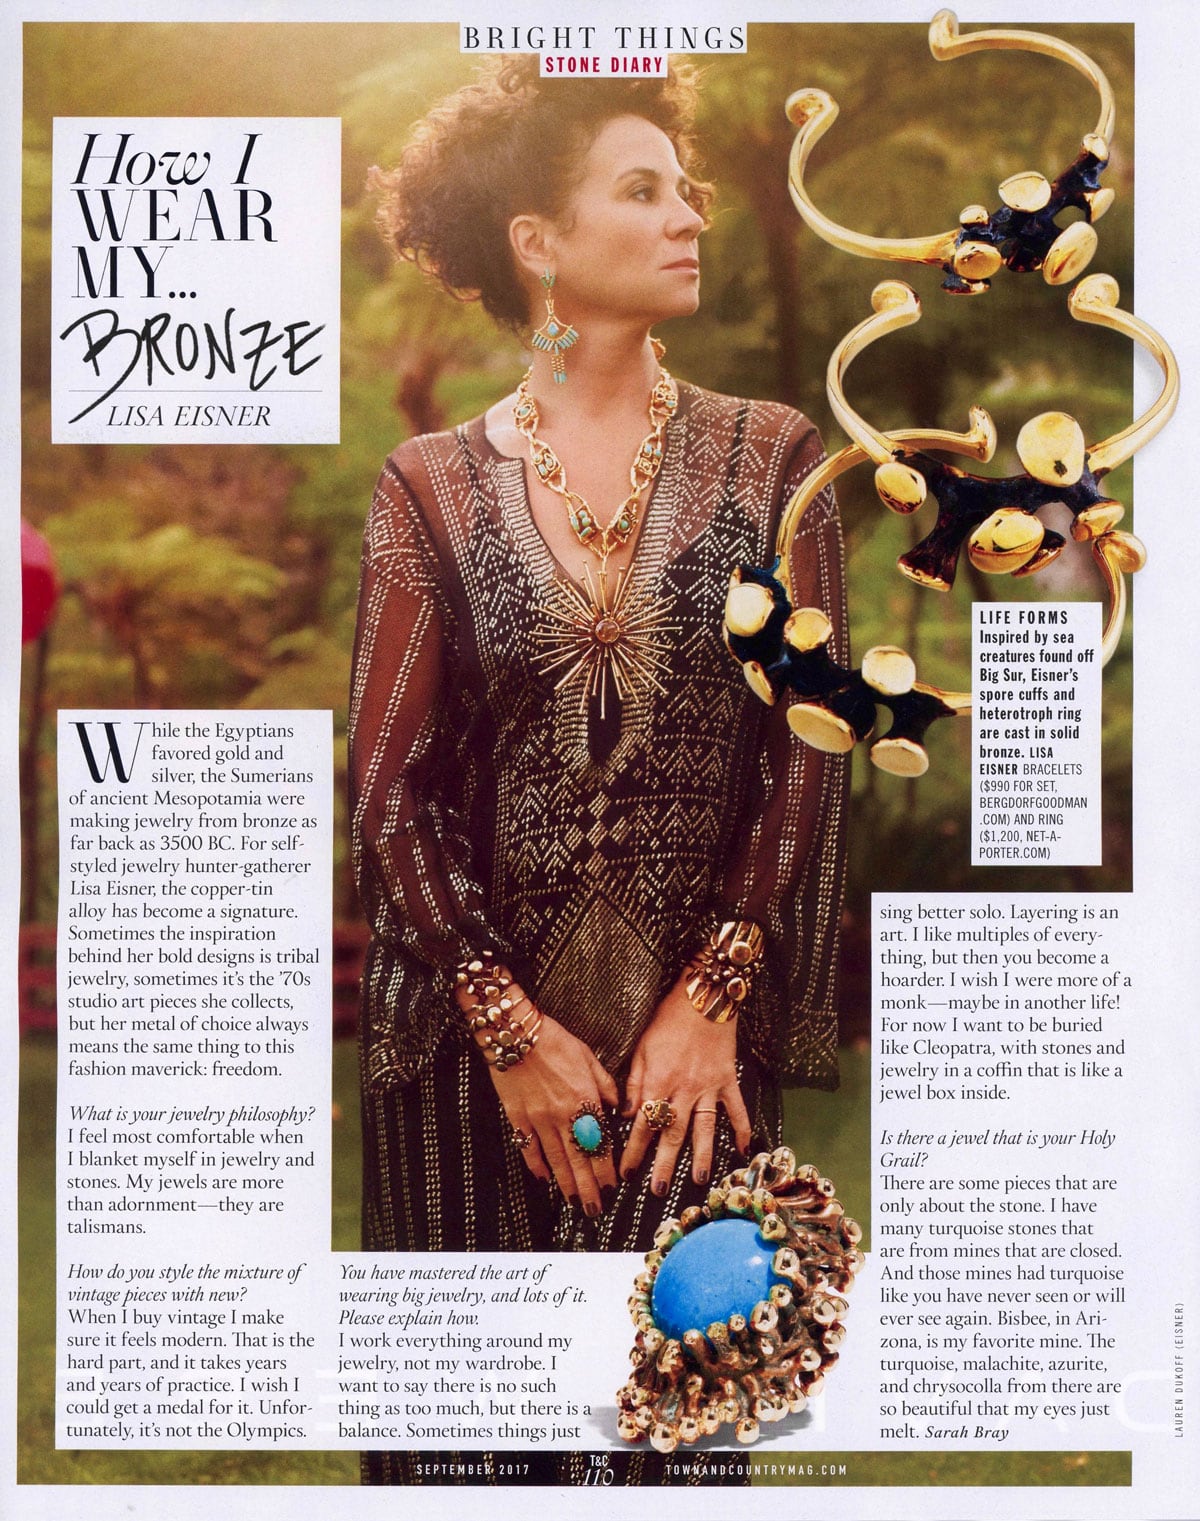 BRIGHT THINGS
STONE DIARY
How I
WEAR
MY...
BRONZE
LISA EISNER
While the Egyptians
favored gold and
silver, the Sumerians
of ancient Mesopotamia were
making jewelry from bronze as
far back as 3500 BC. For self-
styled jewelry hunter-gatherer
Lisa Eisner, the copper-tin
alloy has become a signature.
Sometimes the inspiration
behind her bold designs is tribal
jewelry, sometimes it's the '70s
studio art pieces she collects,
but her metal of choice always
means the same thing to this
fashion maverick: freedom.
What is your jewelry philosophy?
I feel most comfortable when
I blanket myself in jewelry and
stones. My jewels are more
than adornment—they are
talismans.
How do you style the mixture of
vintage pieces with new?
When I buy vintage I make
sure it feels modern. That is the
hard part, and it takes years
and years of practice. I wish I
could get a medal for it. Unfor-
tunately, it's not the Olympics.
You have mastered the art of
wearing big jewelry, and lots of it.
Please explain how.
I work everything around my
jewelry, not my wardrobe. I
want to say there is no such
thing as too much, but there is a
balance. Sometimes things just
sing better solo. Layering is an
art. I like multiples of every-
thing, but then you become a
hoarder. I wish I were more of a
monk—maybe in another life!
For now I want to be buried
like Cleopatra, with stones and
jewelry in a coffin that is like a
jewel box inside.
Is there a jewel that is your Holy
Grail?
There are some pieces that are
only about the stone. I have
many turquoise stones that
are from mines that are closed.
And those mines had turquoise
like you have never seen or will
ever see again. Bisbee, in Ari-
zona, is my favorite mine. The
turquoise, malachite, azurite,
and chrysocolla from there are
so beautiful that my eyes just
melt. Sarah Bray
LIFE FORMS
Inspired by sea
creatures found off
Big Sur, Eisner's
spore cuffs and
heterotroph ring
are cast in solid
bronze. LISA
EISNER BRACELETS
($990 FOR SET,
BERGDORFGOODMAN
.COM) AND RING
($1,200, NET-A-
PORTER.COM)
LAUREN DUKOFF (EISNER)
SEPTEMBER 2017
T&C
110
TOWNANDCOUNTRYMAG.COM